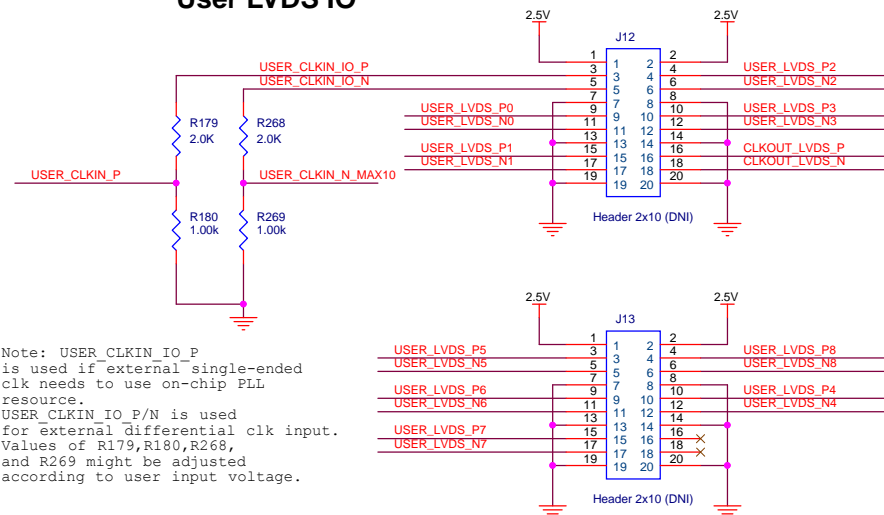 User LVDS IO
2.5V
2.5V
J12
USER_CLKIN_IO_P
USER_CLKIN_IO_N
1 1 2 2
3 3 4 4 USER_LVDS_P2
5 5 6 6 USER_LVDS_N2
7 7 8 8
USER_LVDS_P0 9 9 10 10 USER_LVDS_P3
USER_LVDS_N0 11 11 12 12 USER_LVDS_N3
13 13 14 14
USER_LVDS_P1 15 15 16 16 CLKOUT_LVDS_P
USER_LVDS_N1 17 17 18 18 CLKOUT_LVDS_N
19 19 20 20
Header 2x10 (DNI)
R179
2.0K
R268
2.0K
USER_CLKIN_P
USER_CLKIN_N_MAX10
R180
1.00k
R269
1.00k
2.5V
2.5V
J13
1 1 2 2
USER_LVDS_P5 3 3 4 4 USER_LVDS_P8
USER_LVDS_N5 5 5 6 6 USER_LVDS_N8
7 7 8 8
USER_LVDS_P6 9 9 10 10 USER_LVDS_P4
USER_LVDS_N6 11 11 12 12 USER_LVDS_N4
13 13 14 14
USER_LVDS_P7 15 15 16 16
USER_LVDS_N7 17 17 18 18
19 19 20 20
Header 2x10 (DNI)
Note: USER_CLKIN_IO_P
is used if external single-ended
clk needs to use on-chip PLL
resource.
USER_CLKIN_IO_P/N is used
for external differential clk input.
Values of R179,R180,R268,
and R269 might be adjusted
according to user input voltage.